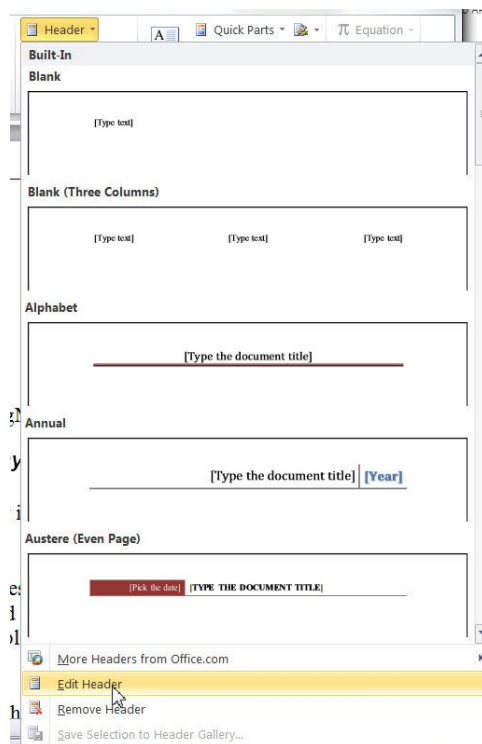 Header
A
Quick Parts
π Equation
Built-In
Blank
[Type text]
Blank (Three Columns)
[Type text] [Type text] [Type text]
Alphabet
[Type the document title]
Annual
[Type the document title] [Year]
Austere (Even Page)
[Pick the date] [TYPE THE DOCUMENT TITLE]
More Headers from Office.com
Edit Header
Remove Header
Save Selection to Header Gallery...